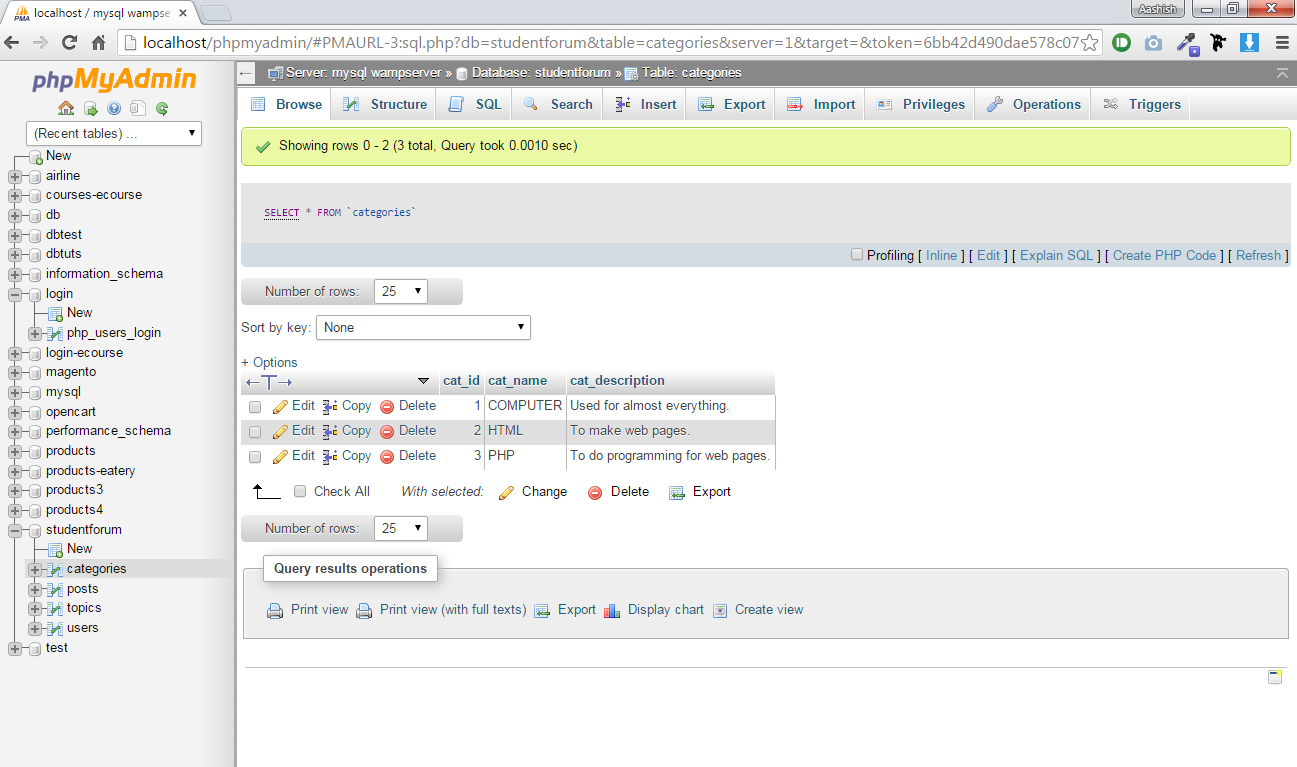 localhost / mysql wampse
Aashish
localhost/phpmyadmin/#PMAURL-3:sql.php?db=studentforum&table=categories&server=1&target=&token=6bb42d490dae578c07
phpMyAdmin
(Recent tables) ...
New
airline
courses-ecourse
db
dbtest
dbtuts
information_schema
login
New
php_users_login
login-ecourse
magento
mysql
opencart
performance_schema
products
products-eatery
products3
products4
studentforum
New
categories
posts
topics
users
test
Server: mysql wampserver » Database: studentforum » Table: categories
Browse Structure SQL Search Insert Export Import Privileges Operations Triggers
Showing rows 0 - 2 (3 total, Query took 0.0010 sec)
SELECT * FROM `categories`
Profiling [ Inline ] [ Edit ] [ Explain SQL ] [ Create PHP Code ] [ Refresh ]
Number of rows: 25
Sort by key: None
+ Options
cat_id cat_name cat_description
Edit Copy Delete 1 COMPUTER Used for almost everything.
Edit Copy Delete 2 HTML To make web pages.
Edit Copy Delete 3 PHP To do programming for web pages.
Check All With selected: Change Delete Export
Number of rows: 25
Query results operations
Print view Print view (with full texts) Export Display chart Create view